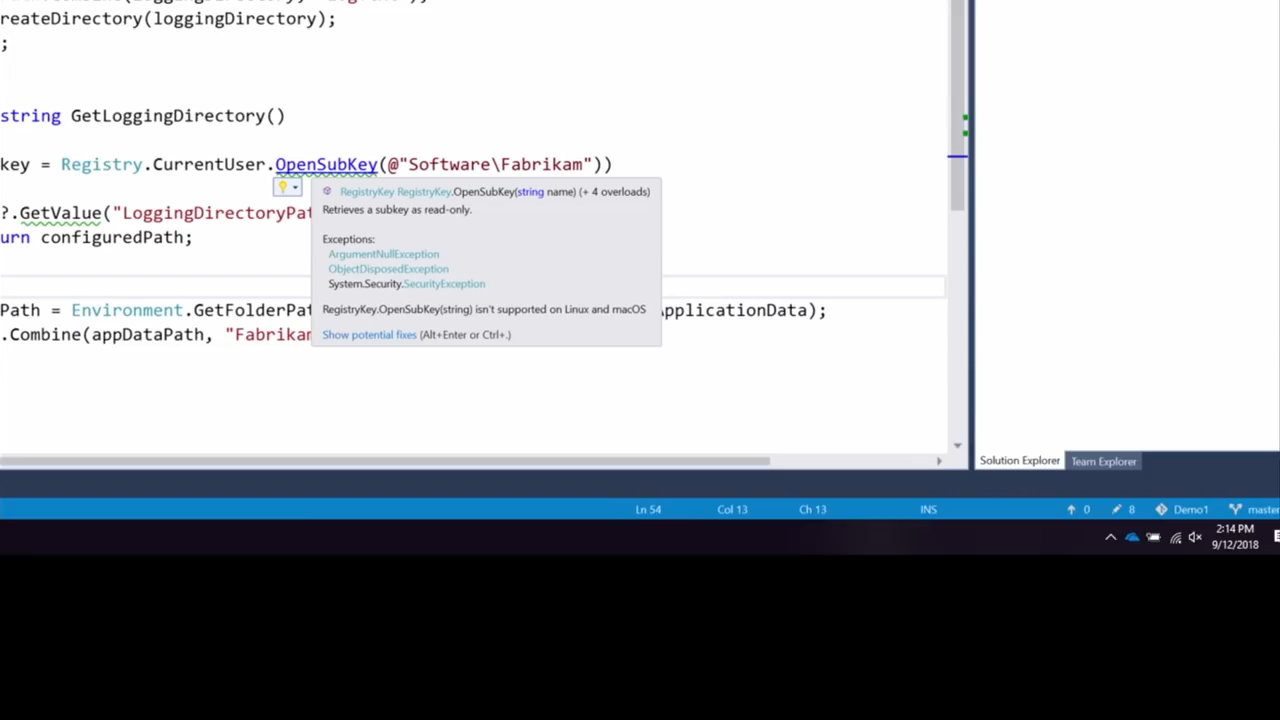 reateDirectory(loggingDirectory);
;
string GetLoggingDirectory()
key = Registry.CurrentUser.OpenSubKey(@"Software\Fabrikam"))
RegistryKey RegistryKey.OpenSubKey(string name) (+ 4 overloads)
Retrieves a subkey as read-only.
?.GetValue("LoggingDirectoryPat
urn configuredPath;
Exceptions:
ArgumentNullException
ObjectDisposedException
System.Security.SecurityException
Path = Environment.GetFolderPat
RegistryKey.OpenSubKey(string) isn't supported on Linux and macOS
pplicationData);
.Combine(appDataPath, "Fabrikam
Show potential fixes (Alt+Enter or Ctrl+.)
Solution Explorer Team Explorer
Ln 54 Col 13 Ch 13 INS 0 8 Demo1 master
2:14 PM
9/12/2018